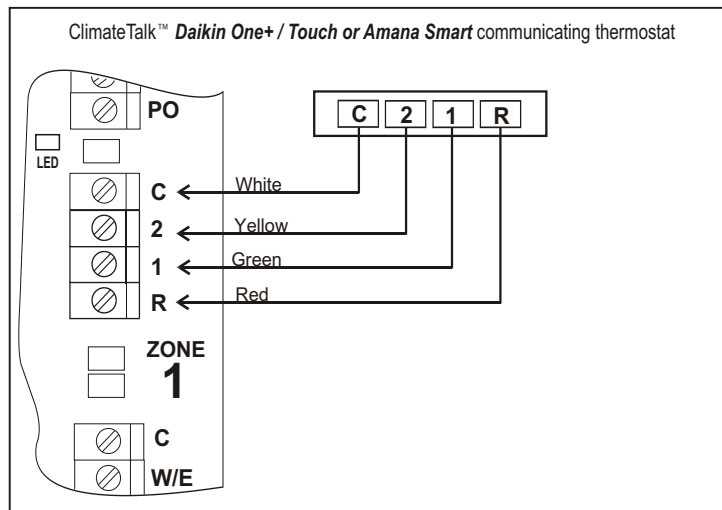 ClimateTalk™ Daikin One+ / Touch or Amana Smart communicating thermostat
PO
C 2 1 R
LED
C White
2 Yellow
1 Green
R Red
ZONE
1
C
W/E